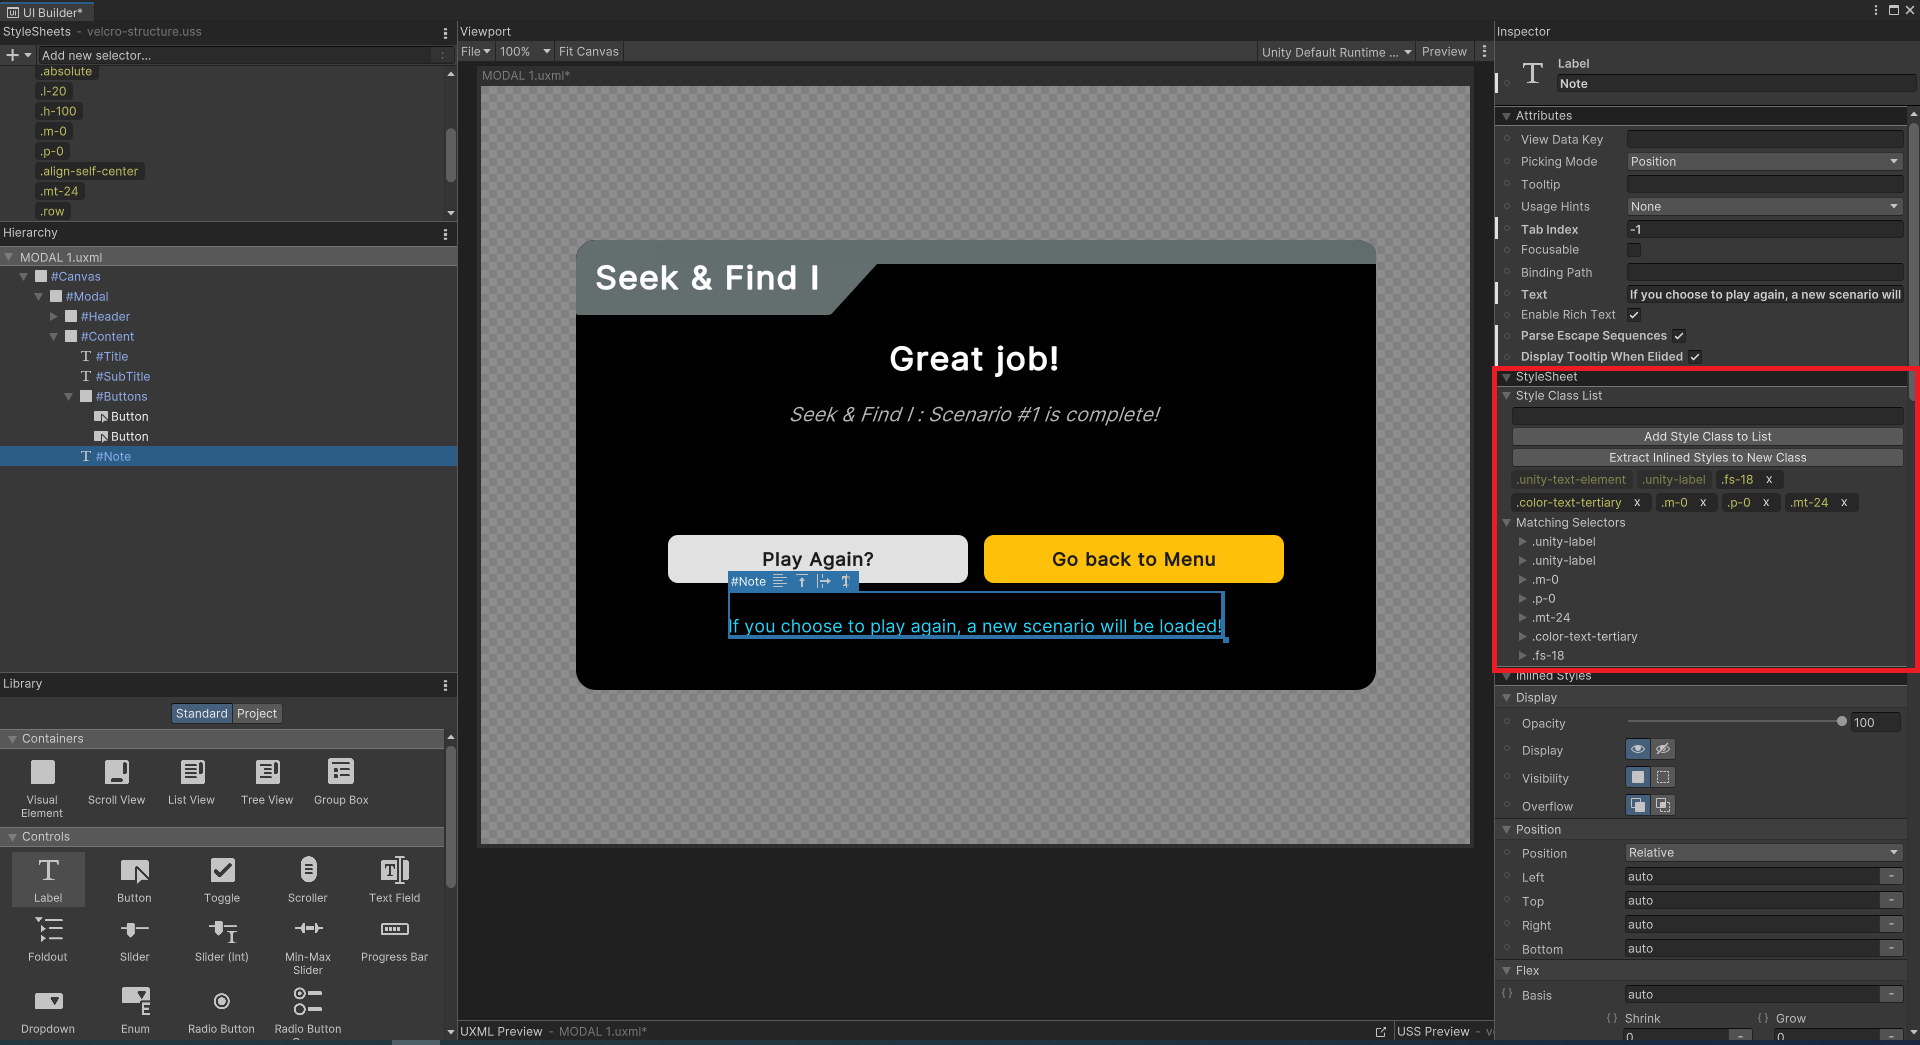 UI Builder*
StyleSheets - velcro-structure.uss
Add new selector...
.absolute
.l-20
.h-100
.m-0
.p-0
.align-self-center
.mt-24
.row
Hierarchy
MODAL 1.uxml
#Canvas
#Modal
#Header
#Content
#Title
#SubTitle
#Buttons
Button
Button
#Note
Library
Standard Project
Containers
Visual Element
Scroll View
List View
Tree View
Group Box
Controls
Label
Button
Toggle
Scroller
Text Field
Foldout
Slider
Slider (Int)
Min-Max Slider
Progress Bar
Dropdown
Enum
Radio Button
Radio Button
Viewport
File 100% Fit Canvas
Unity Default Runtime ... Preview
MODAL 1.uxml*
Seek & Find I
Great job!
Seek & Find I : Scenario #1 is complete!
Play Again?
Go back to Menu
#Note
If you choose to play again, a new scenario will be loaded!
UXML Preview - MODAL 1.uxml*
USS Preview -
Inspector
Label
Note
Attributes
View Data Key
Picking Mode Position
Tooltip
Usage Hints None
Tab Index -1
Focusable
Binding Path
Text If you choose to play again, a new scenario will
Enable Rich Text
Parse Escape Sequences
Display Tooltip When Elided
StyleSheet
Style Class List
Add Style Class to List
Extract Inlined Styles to New Class
.unity-text-element .unity-label .fs-18 x
.color-text-tertiary x .m-0 x .p-0 x .mt-24 x
Matching Selectors
.unity-label
.unity-label
.m-0
.p-0
.mt-24
.color-text-tertiary
.fs-18
Inlined Styles
Display
Opacity 100
Display
Visibility
Overflow
Position
Position Relative
Left auto -
Top auto -
Right auto -
Bottom auto -
Flex
Basis auto -
Shrink Grow
0 - 0 -